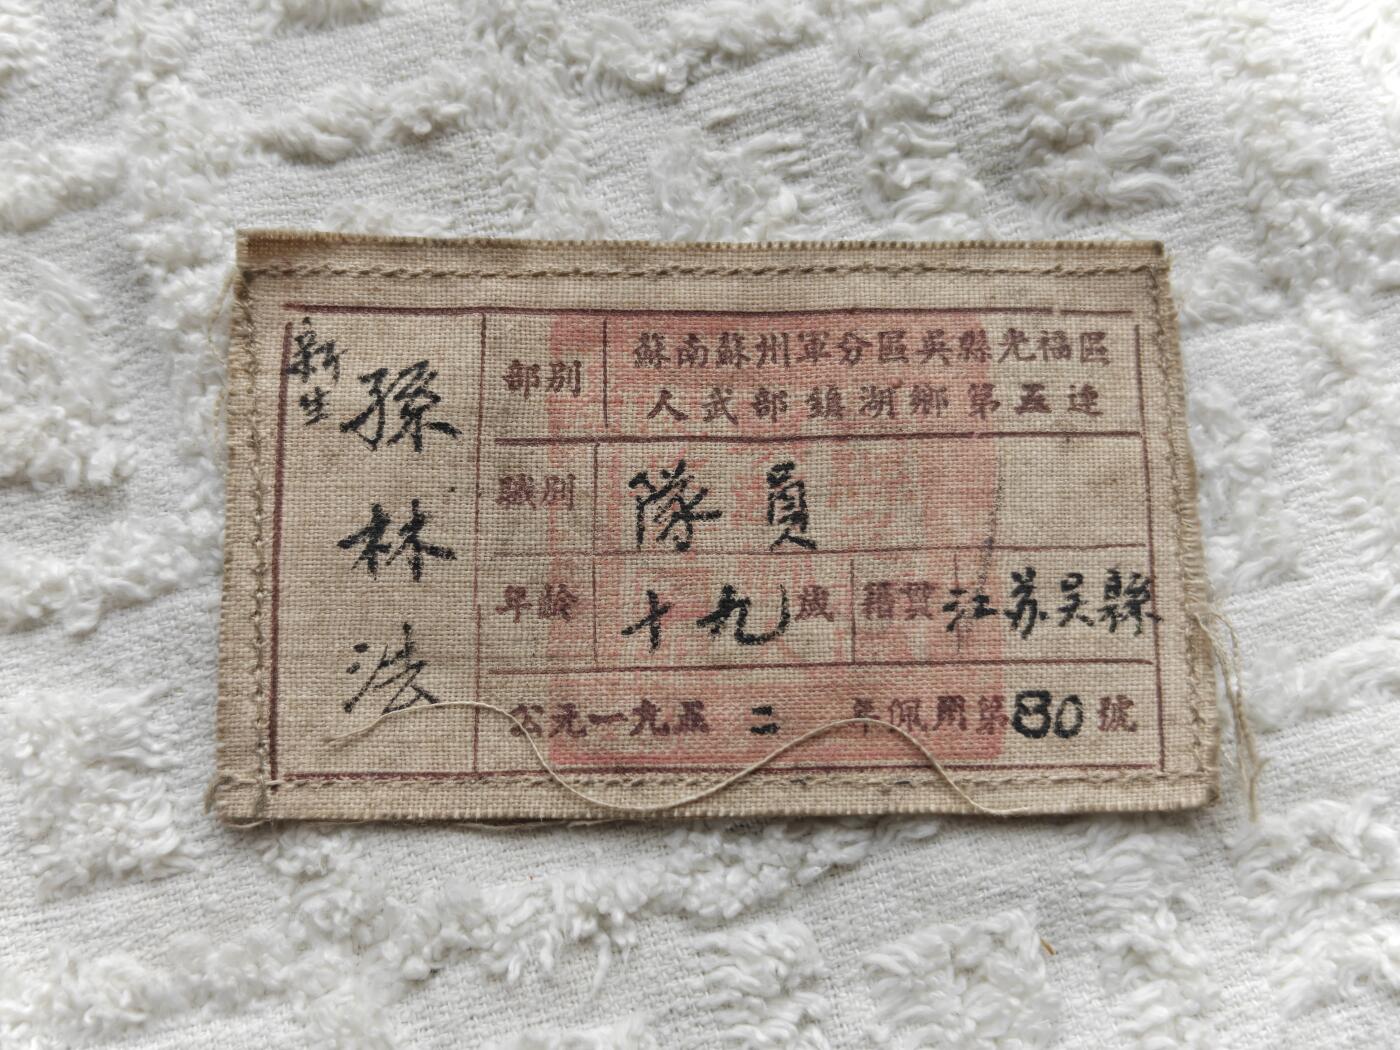 新生
孫林法
部別
蘇南蘇州軍分區吳縣光福區
人武部鎮湖鄉第五連
職別
隊員
年齡
十九歲
籍貫
江苏吴縣
公元一九五二年佩用第80號